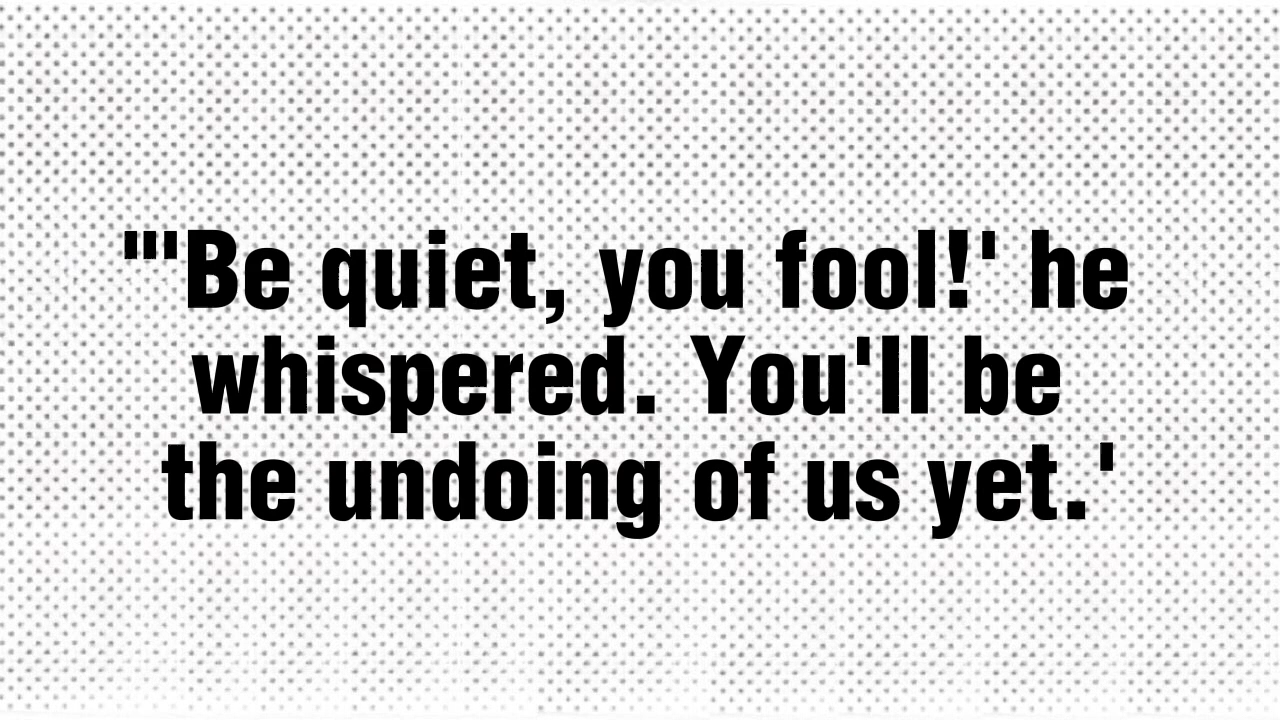 "'Be quiet, you fool!' he
whispered. You'll be
the undoing of us yet.'